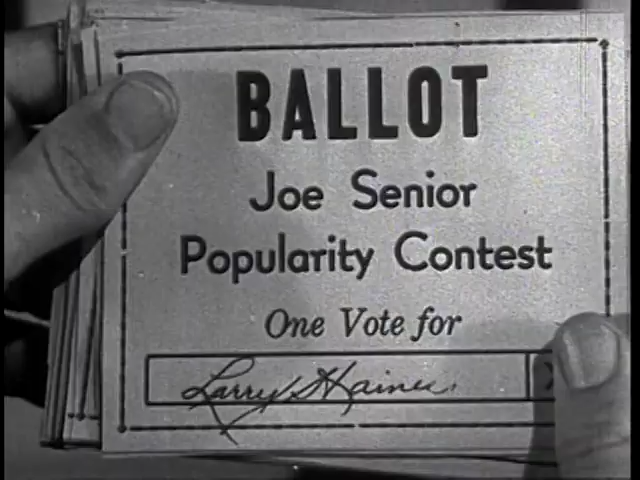 BALLOT
Joe Senior
Popularity Contest
One Vote for
Larry Haines